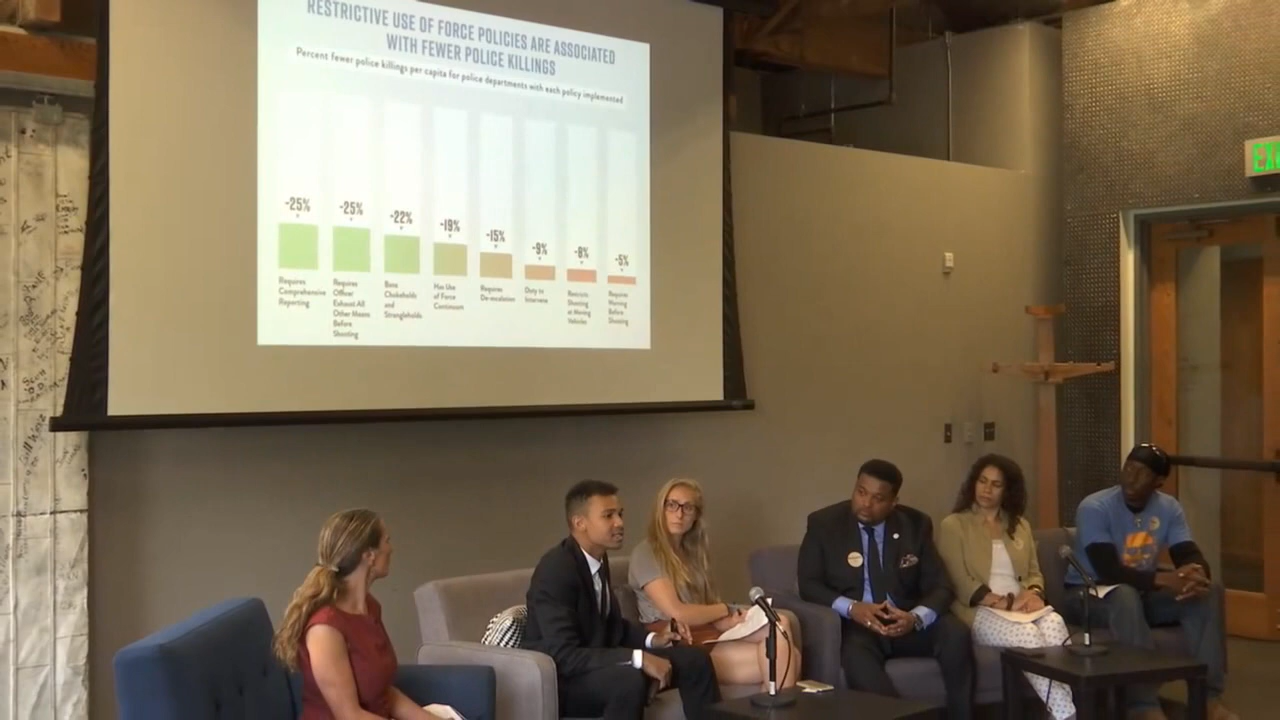 RESTRICTIVE USE OF FORCE POLICIES ARE ASSOCIATED
WITH FEWER POLICE KILLINGS
Percent fewer police killings per capita for police departments with each policy implemented
-25%
-25%
-22%
-19%
-15%
-9%
-8%
-5%
Requires
Comprehensive
Reporting
Requires
Officer
Exhaust All
Other Means
Before
Shooting
Bans
Chokeholds
and
Strangleholds
Has Use
of Force
Continuum
Requires
De-escalation
Duty to
Intervene
Restricts
Shooting
at Moving
Vehicles
Requires
Warning
Before
Shooting